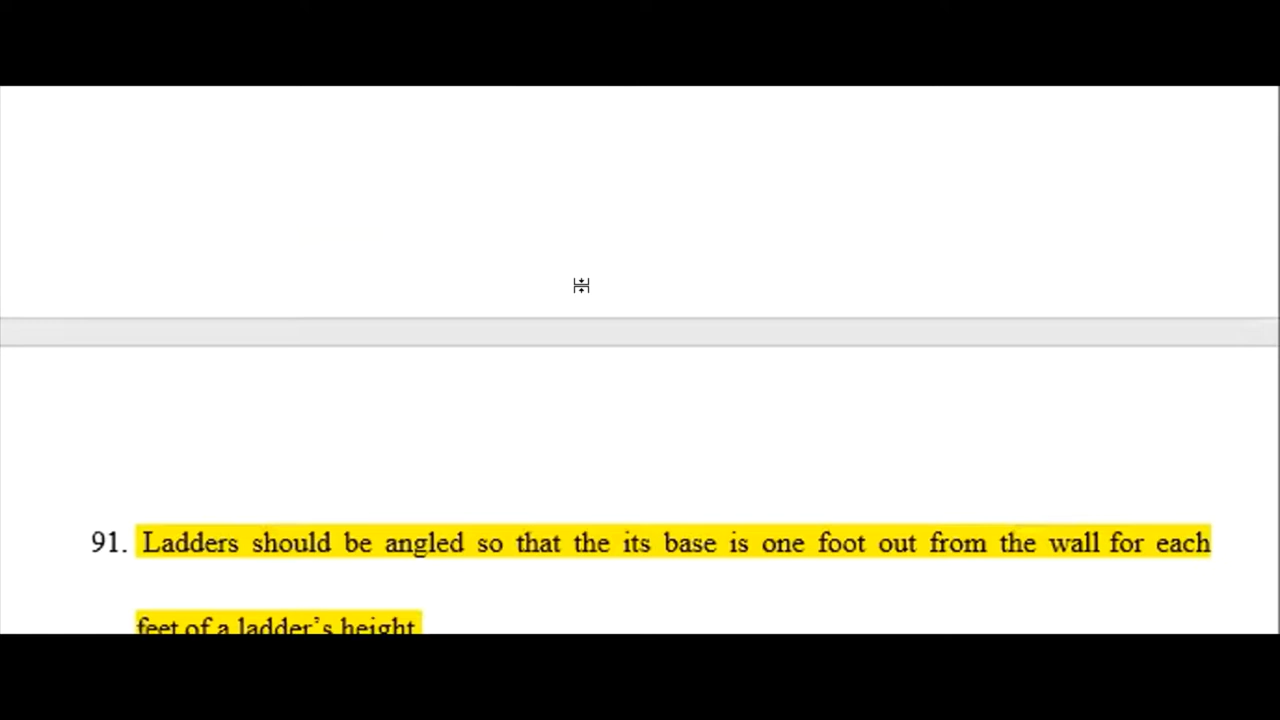 91. Ladders should be angled so that the its base is one foot out from the wall for each
feet of a ladder's height